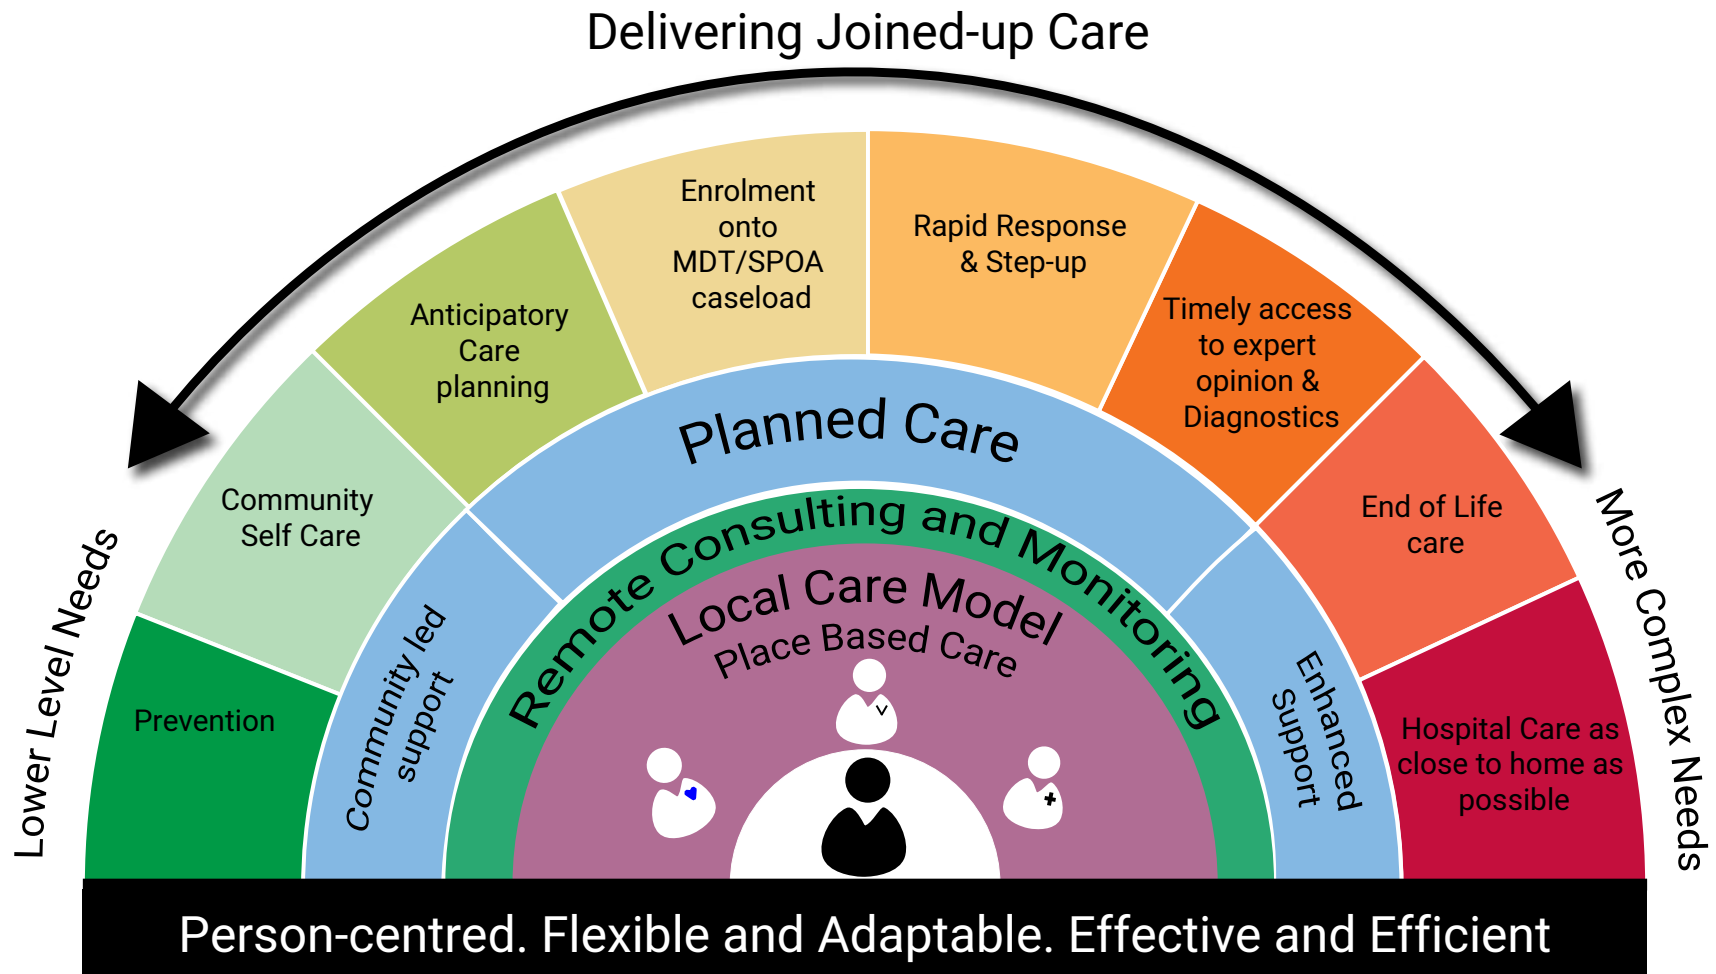 Delivering Joined-up Care
Lower Level Needs
More Complex Needs
Prevention
Community
Self Care
Anticipatory
Care
planning
Enrolment
onto
MDT/SPOA
caseload
Rapid Response
& Step-up
Timely access
to expert
opinion &
Diagnostics
End of Life
care
Hospital Care as
close to home as
possible
Community led
support
Planned Care
Enhanced
Support
Remote Consulting and Monitoring
Local Care Model
Place Based Care
Person-centred. Flexible and Adaptable. Effective and Efficient